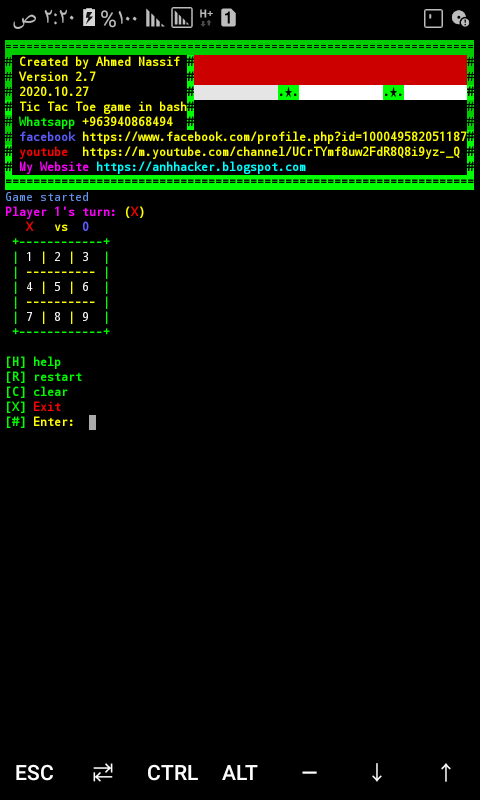 ص ٢:٢٠ %١٠٠ H+ 1
Created by Ahmed Nassif
Version 2.7
2020.10.27
Tic Tac Toe game in bash
Whatsapp +963940868494
facebook https://www.facebook.com/profile.php?id=100049582051187
youtube https://m.youtube.com/channel/UCrTYmf8uw2FdR8Q8i9yz-_Q
My Website https://anhhacker.blogspot.com
Game started
Player 1's turn: (X)
X vs O
+------------+
| 1 | 2 | 3 |
| ---------- |
| 4 | 5 | 6 |
| ---------- |
| 7 | 8 | 9 |
+------------+
[H] help
[R] restart
[C] clear
[X] Exit
[#] Enter:
ESC CTRL ALT — ↓ ↑